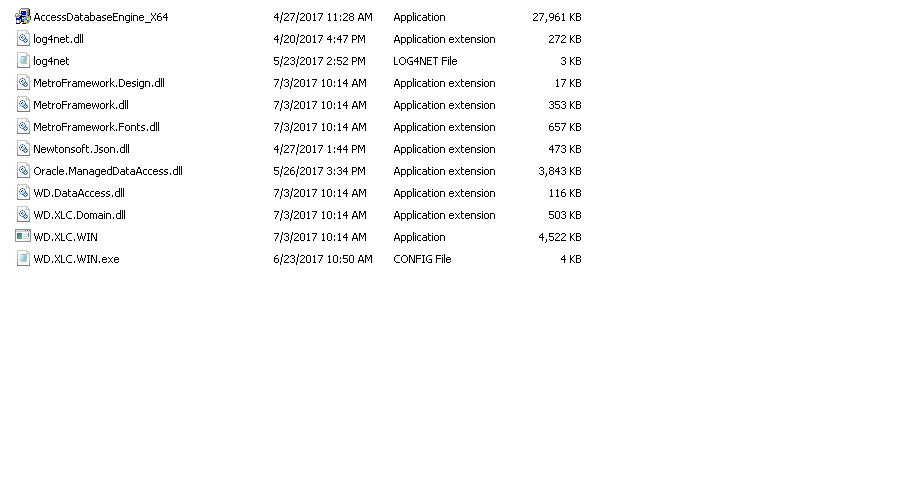 AccessDatabaseEngine_X64 4/27/2017 11:28 AM Application 27,961 KB
log4net.dll 4/20/2017 4:47 PM Application extension 272 KB
log4net 5/23/2017 2:52 PM LOG4NET File 3 KB
MetroFramework.Design.dll 7/3/2017 10:14 AM Application extension 17 KB
MetroFramework.dll 7/3/2017 10:14 AM Application extension 353 KB
MetroFramework.Fonts.dll 7/3/2017 10:14 AM Application extension 657 KB
Newtonsoft.Json.dll 4/27/2017 1:44 PM Application extension 473 KB
Oracle.ManagedDataAccess.dll 5/26/2017 3:34 PM Application extension 3,843 KB
WD.DataAccess.dll 7/3/2017 10:14 AM Application extension 116 KB
WD.XLC.Domain.dll 7/3/2017 10:14 AM Application extension 503 KB
WD.XLC.WIN 7/3/2017 10:14 AM Application 4,522 KB
WD.XLC.WIN.exe 6/23/2017 10:50 AM CONFIG File 4 KB